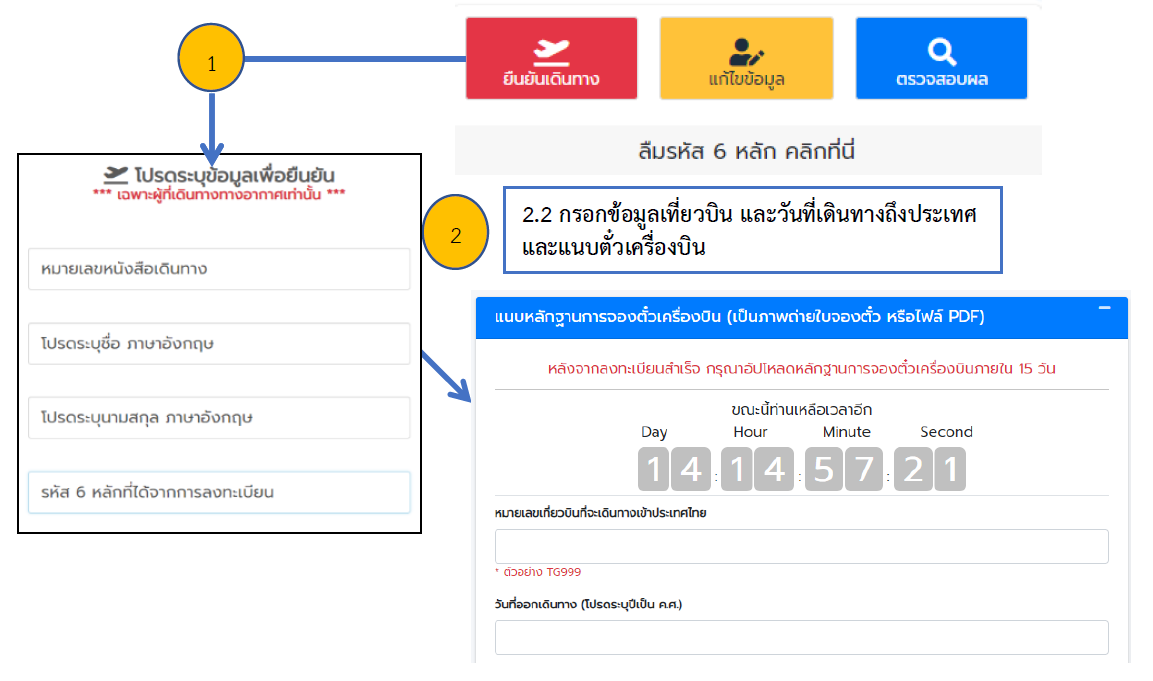 1
ยืนยันเดินทาง
แก้ไขข้อมูล
ตรวจสอบผล
ลืมรหัส 6 หลัก คลิกที่นี่
โปรดระบุข้อมูลเพื่อยืนยัน
*** เฉพาะผู้ที่เดินทางทางอากาศเท่านั้น ***
หมายเลขหนังสือเดินทาง
โปรดระบุชื่อ ภาษาอังกฤษ
โปรดระบุนามสกุล ภาษาอังกฤษ
รหัส 6 หลักที่ได้จากการลงทะเบียน
2
2.2 กรอกข้อมูลเที่ยวบิน และวันที่เดินทางถึงประเทศ
และแนบตั๋วเครื่องบิน
แนบหลักฐานการจองตั๋วเครื่องบิน (เป็นภาพถ่ายใบจองตั๋ว หรือไฟล์ PDF)
หลังจากลงทะเบียนสำเร็จ กรุณาอัปโหลดหลักฐานการจองตั๋วเครื่องบินภายใน 15 วัน
ขณะนี้ท่านเหลือเวลาอีก
Day Hour Minute Second
14 : 14 : 57 : 21
หมายเลขเที่ยวบินที่จะเดินทางเข้าประเทศไทย
* ตัวอย่าง TG999
วันที่ออกเดินทาง (โปรดระบุปีเป็น ค.ศ.)